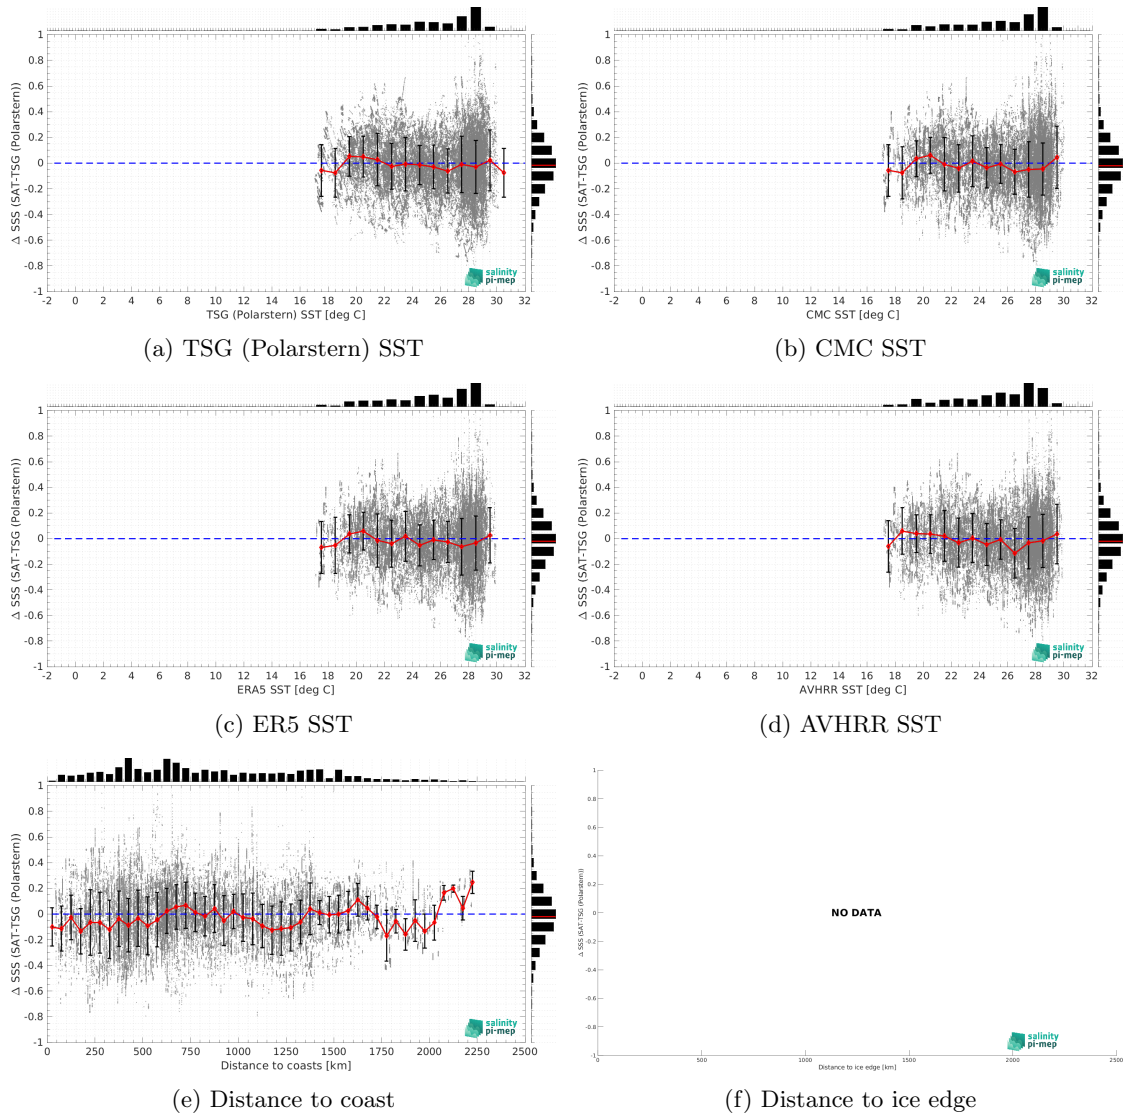 Δ SSS (SAT-TSG (Polarstern))
1
0.8
0.6
0.4
0.2
0
-0.2
-0.4
-0.6
-0.8
-1
-2 0 2 4 6 8 10 12 14 16 18 20 22 24 26 28 30 32
TSG (Polarstern) SST [deg C]
salinity
pi-mep
(a) TSG (Polarstern) SST
Δ SSS (SAT-TSG (Polarstern))
1
0.8
0.6
0.4
0.2
0
-0.2
-0.4
-0.6
-0.8
-1
-2 0 2 4 6 8 10 12 14 16 18 20 22 24 26 28 30 32
CMC SST [deg C]
salinity
pi-mep
(b) CMC SST
Δ SSS (SAT-TSG (Polarstern))
1
0.8
0.6
0.4
0.2
0
-0.2
-0.4
-0.6
-0.8
-1
-2 0 2 4 6 8 10 12 14 16 18 20 22 24 26 28 30 32
ERA5 SST [deg C]
salinity
pi-mep
(c) ER5 SST
Δ SSS (SAT-TSG (Polarstern))
1
0.8
0.6
0.4
0.2
0
-0.2
-0.4
-0.6
-0.8
-1
-2 0 2 4 6 8 10 12 14 16 18 20 22 24 26 28 30 32
AVHRR SST [deg C]
salinity
pi-mep
(d) AVHRR SST
Δ SSS (SAT-TSG (Polarstern))
1
0.8
0.6
0.4
0.2
0
-0.2
-0.4
-0.6
-0.8
-1
0 250 500 750 1000 1250 1500 1750 2000 2250 2500
Distance to coasts [km]
salinity
pi-mep
(e) Distance to coast
Δ SSS (SAT-TSG (Polarstern))
1
0.8
0.6
0.4
0.2
0
-0.2
-0.4
-0.6
-0.8
-1
NO DATA
0 500 1000 1500 2000 2500
Distance to ice edge [km]
salinity
pi-mep
(f) Distance to ice edge